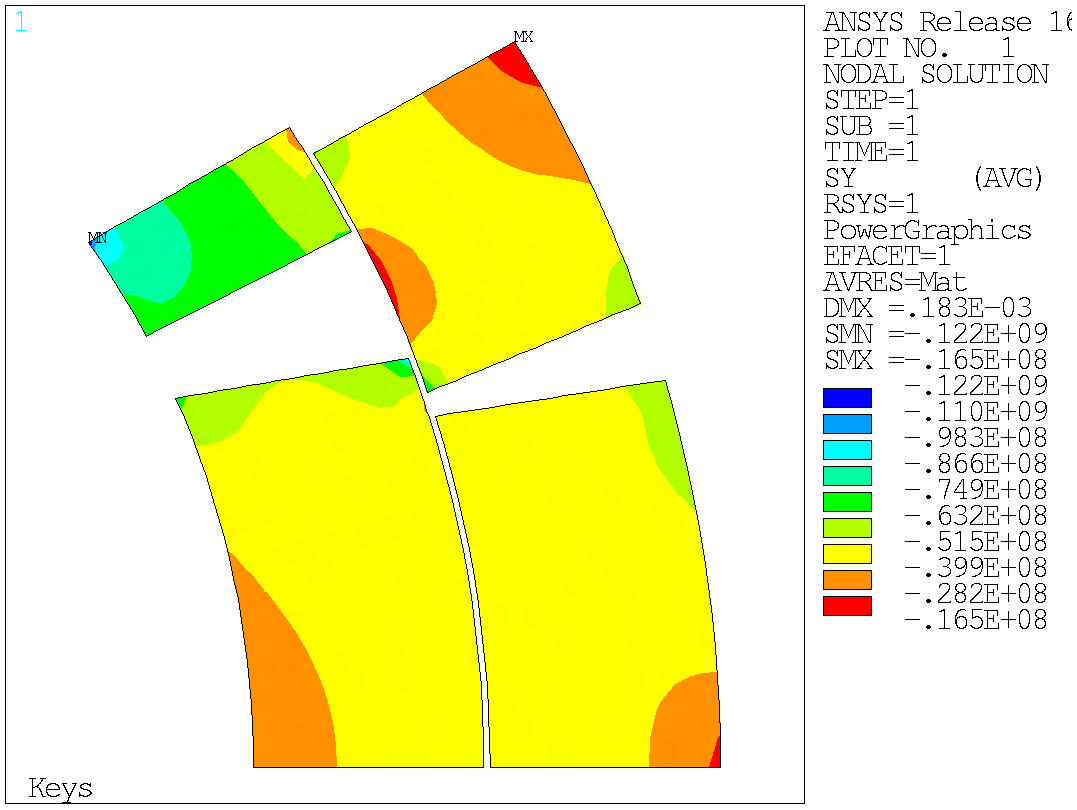 1
MX
MN
Keys
ANSYS Release 16
PLOT NO. 1
NODAL SOLUTION
STEP=1
SUB =1
TIME=1
SY (AVG)
RSYS=1
PowerGraphics
EFACET=1
AVRES=Mat
DMX =.183E-03
SMN =-.122E+09
SMX =-.165E+08
-.122E+09
-.110E+09
-.983E+08
-.866E+08
-.749E+08
-.632E+08
-.515E+08
-.399E+08
-.282E+08
-.165E+08